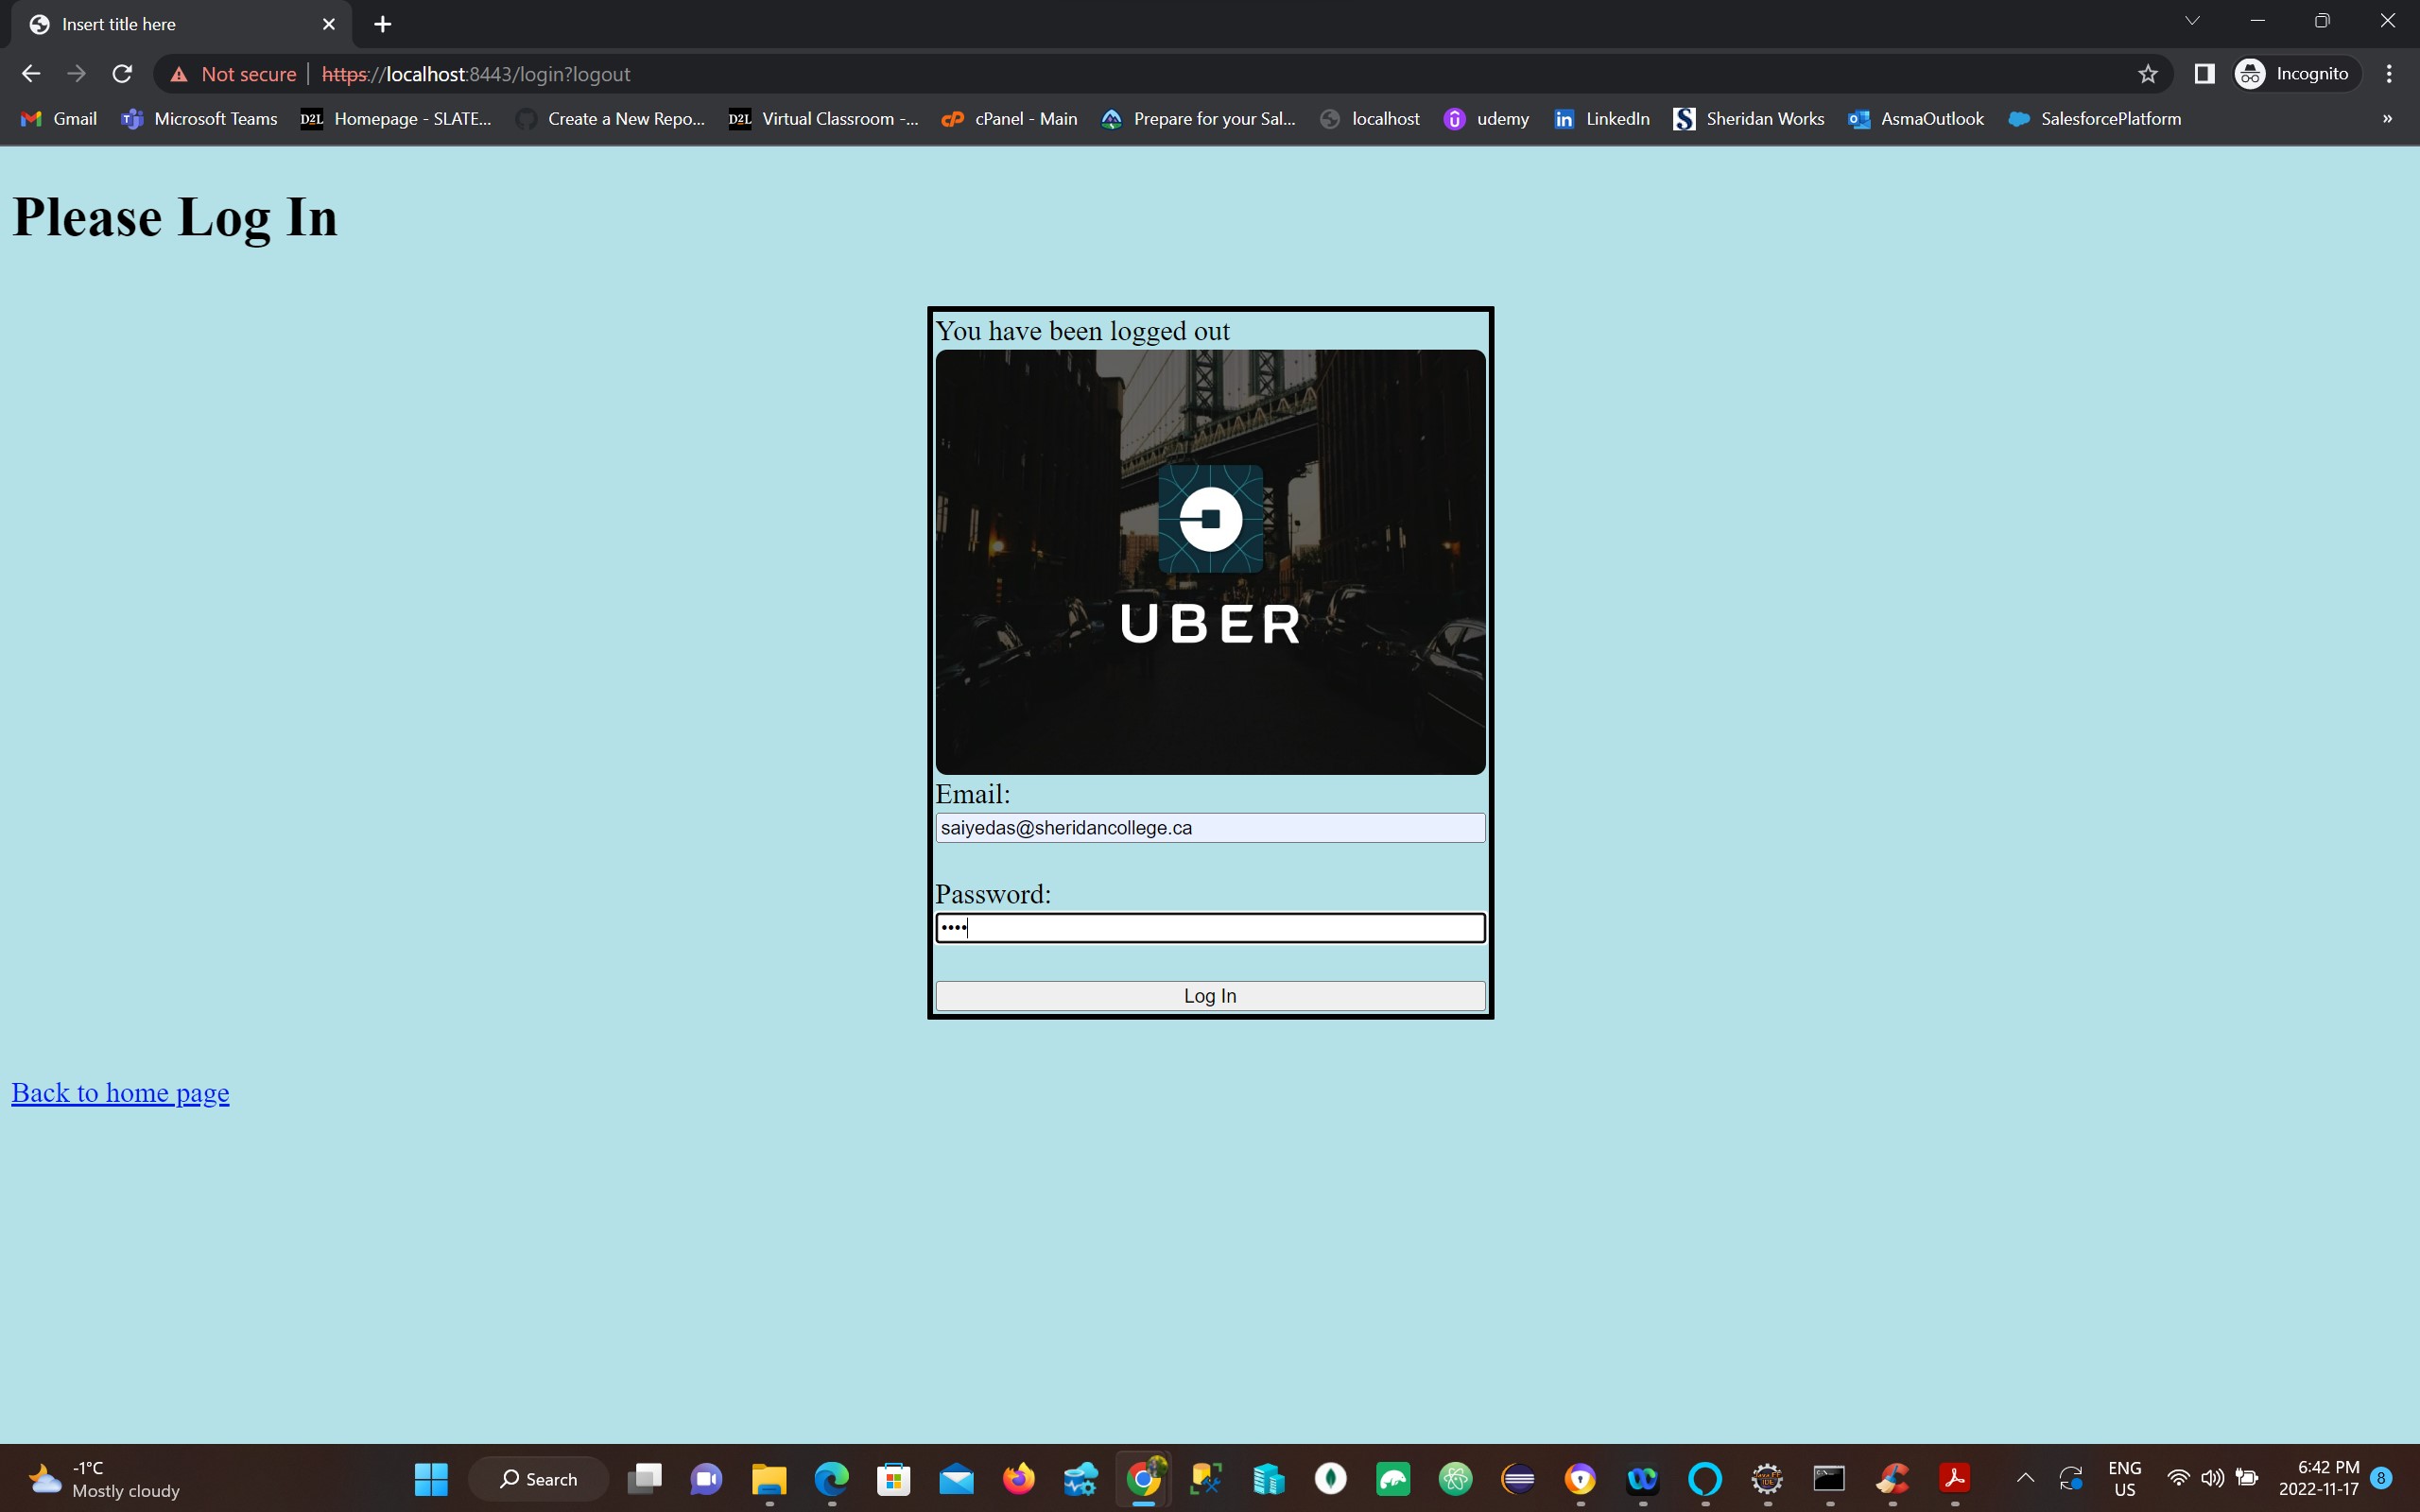 Insert title here
Not secure https://localhost:8443/login?logout Incognito
Gmail Microsoft Teams D2L Homepage - SLATE... Create a New Repo... D2L Virtual Classroom -... cPanel - Main Prepare for your Sal... localhost udemy LinkedIn Sheridan Works AsmaOutlook SalesforcePlatform »
Please Log In
You have been logged out
UBER
Email:
saiyedas@sheridancollege.ca
Password:
••••
Log In
Back to home page
-1°C
Mostly cloudy
Search
ENG
US
6:42 PM
2022-11-17
8